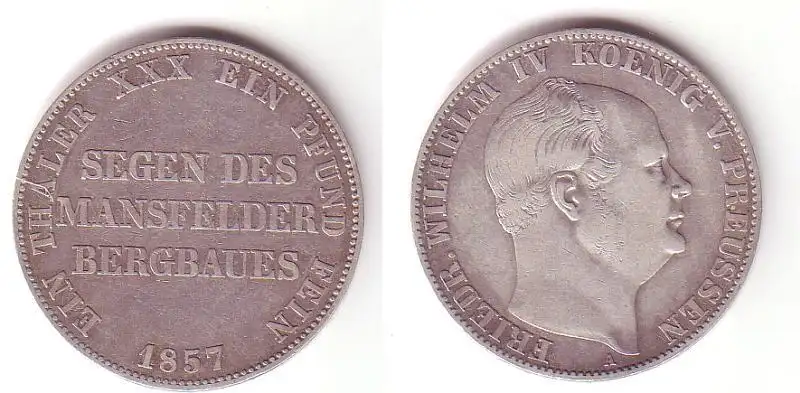 EIN THALER XXX EIN PFUND FEIN
SEGEN DES
MANSFELDER
BERGBAUES
1857
FRIEDR. WILHELM IV KOENIG V. PREUSSEN
A